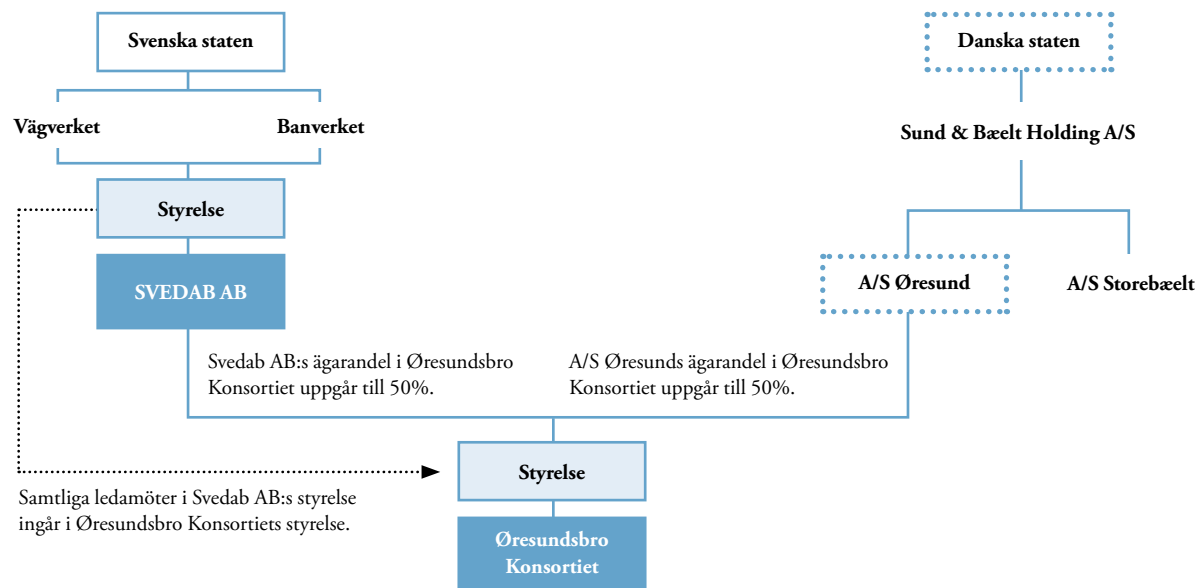 Svenska staten
Danska staten
Vägverket
Banverket
Sund & Bæelt Holding A/S
Styrelse
SVEDAB AB
A/S Øresund
A/S Storebæelt
Svedab AB:s ägarandel i Øresundsbro
Konsortiet uppgår till 50%.
A/S Øresunds ägarandel i Øresundsbro
Konsortiet uppgår till 50%.
Styrelse
Samtliga ledamöter i Svedab AB:s styrelse
ingår i Øresundsbro Konsortiets styrelse.
Øresundsbro
Konsortiet